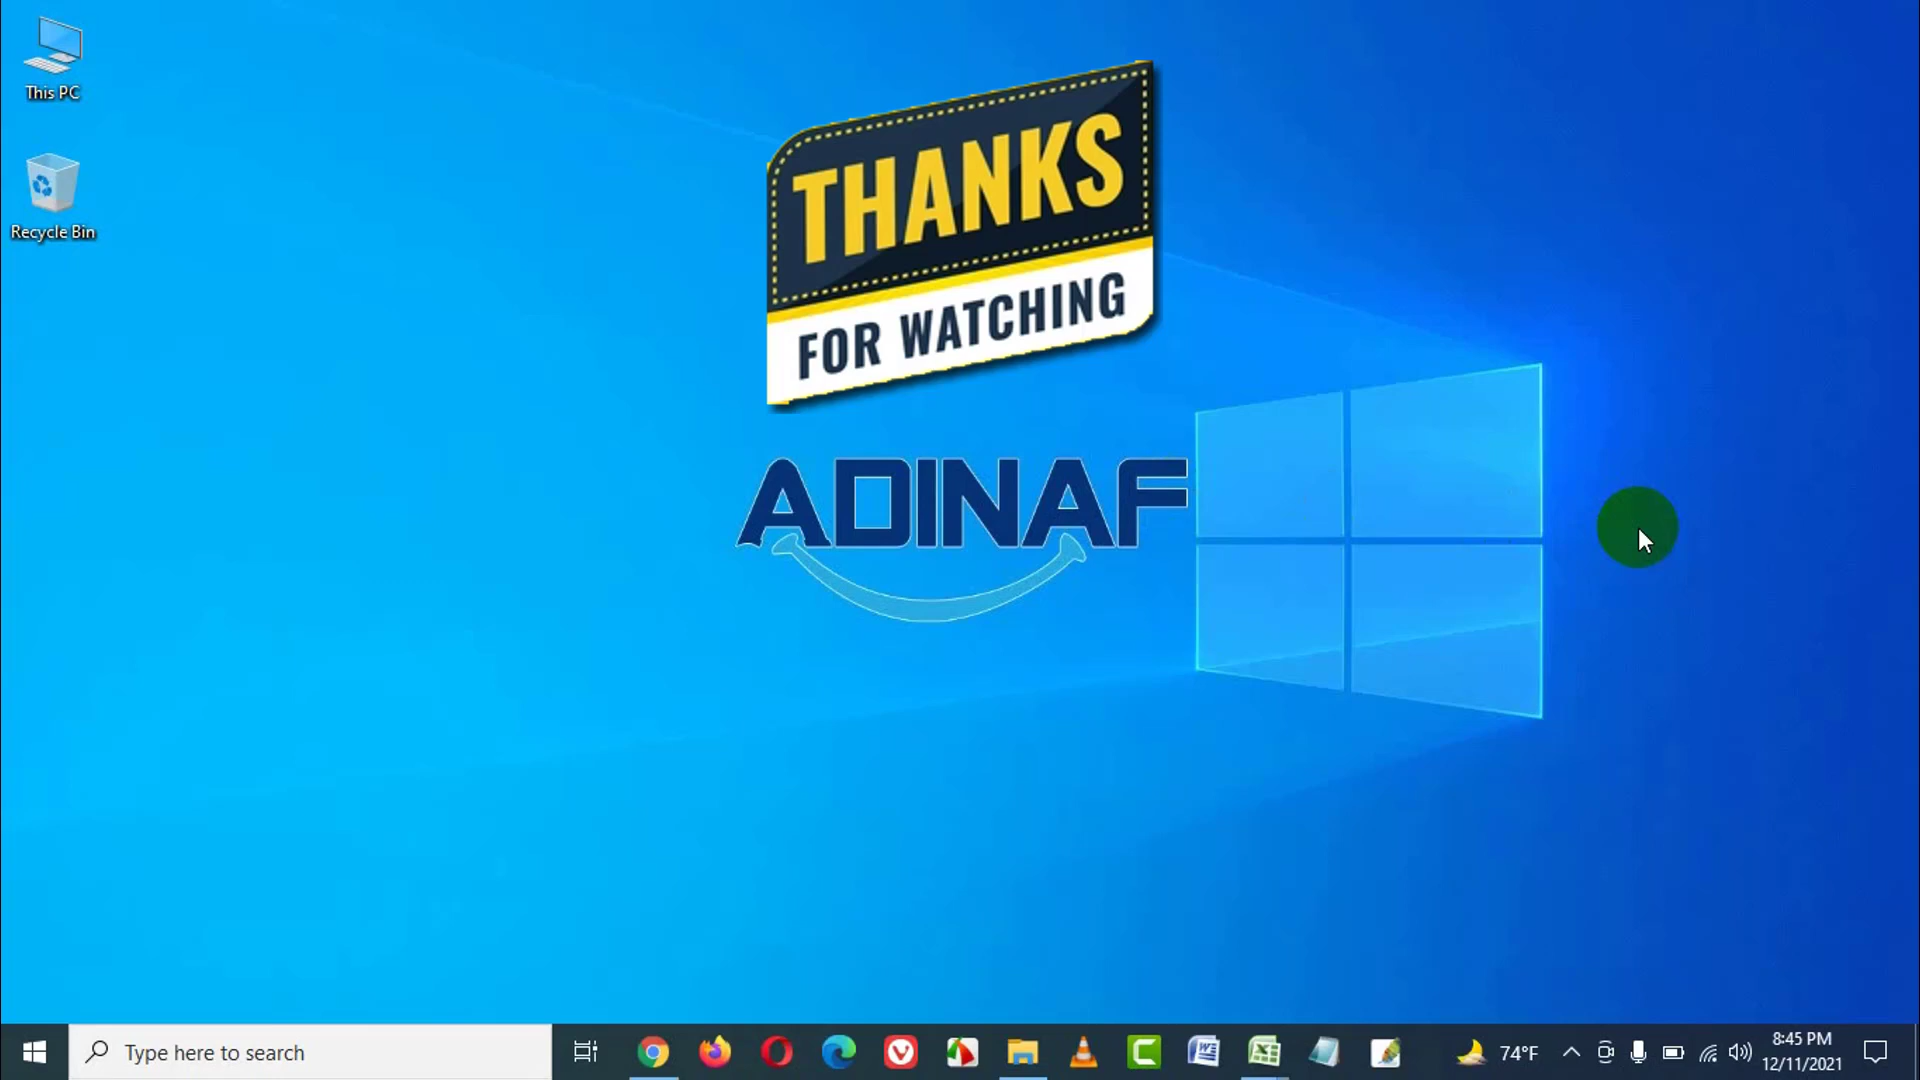 This PC
Recycle Bin
THANKS
FOR WATCHING
ADINAF
Type here to search
74°F
8:45 PM
12/11/2021